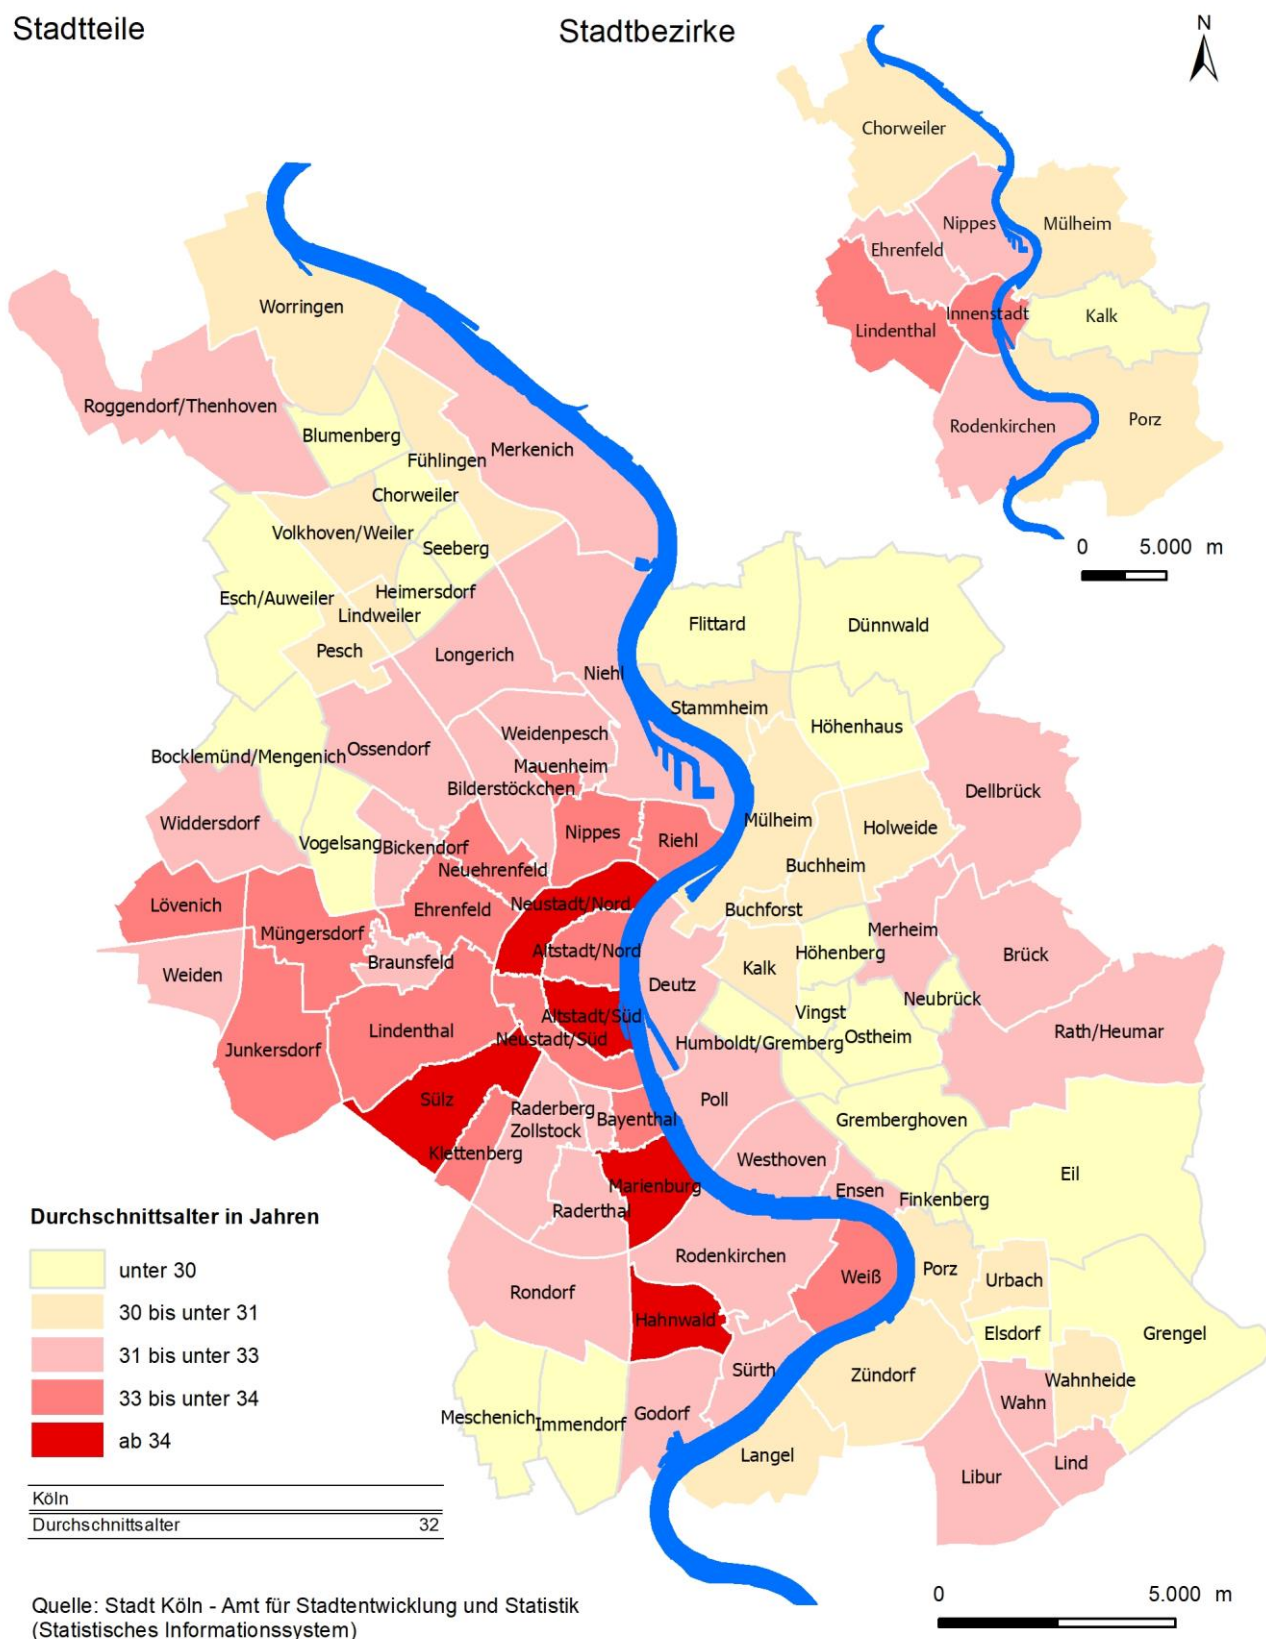 Stadtteile
Stadtbezirke
N
Chorweiler
Nippes
Mülheim
Ehrenfeld
Innenstadt
Kalk
Lindenthal
Rodenkirchen
Porz
0 5.000 m
Worringen
Roggendorf/Thenhoven
Blumenberg
Merkenich
Fühlingen
Chorweiler
Volkhoven/Weiler
Seeberg
Heimersdorf
Esch/Auweiler
Lindweiler
Pesch
Longerich
Niehl
Flittard
Dünnwald
Stammheim
Höhenhaus
Weidenpesch
Ossendorf
Bocklemünd/Mengenich
Mauenheim
Bilderstöckchen
Dellbrück
Widdersdorf
Mülheim
Holweide
Nippes
Riehl
Vogelsang
Bickendorf
Buchheim
Neuehrenfeld
Lövenich
Ehrenfeld
Neustadt/Nord
Buchforst
Müngersdorf
Merheim
Altstadt/Nord
Höhenberg
Brück
Braunsfeld
Kalk
Weiden
Deutz
Neubrück
Vingst
Altstadt/Süd
Lindenthal
Neustadt/Süd
Ostheim
Rath/Heumar
Humboldt/Gremberg
Junkersdorf
Sülz
Poll
Raderberg
Zollstock
Bayenthal
Gremberghoven
Klettenberg
Westhoven
Eil
Marienburg
Ensen
Finkenberg
Raderthal
Rodenkirchen
Weiß
Porz
Urbach
Rondorf
Hahnwald
Elsdorf
Grengel
Sürth
Zündorf
Wahnheide
Wahn
Meschenich
Immendorf
Godorf
Langel
Lind
Libur
Durchschnittsalter in Jahren
unter 30
30 bis unter 31
31 bis unter 33
33 bis unter 34
ab 34
Köln
Durchschnittsalter 32
Quelle: Stadt Köln - Amt für Stadtentwicklung und Statistik
(Statistisches Informationssystem)
0 5.000 m